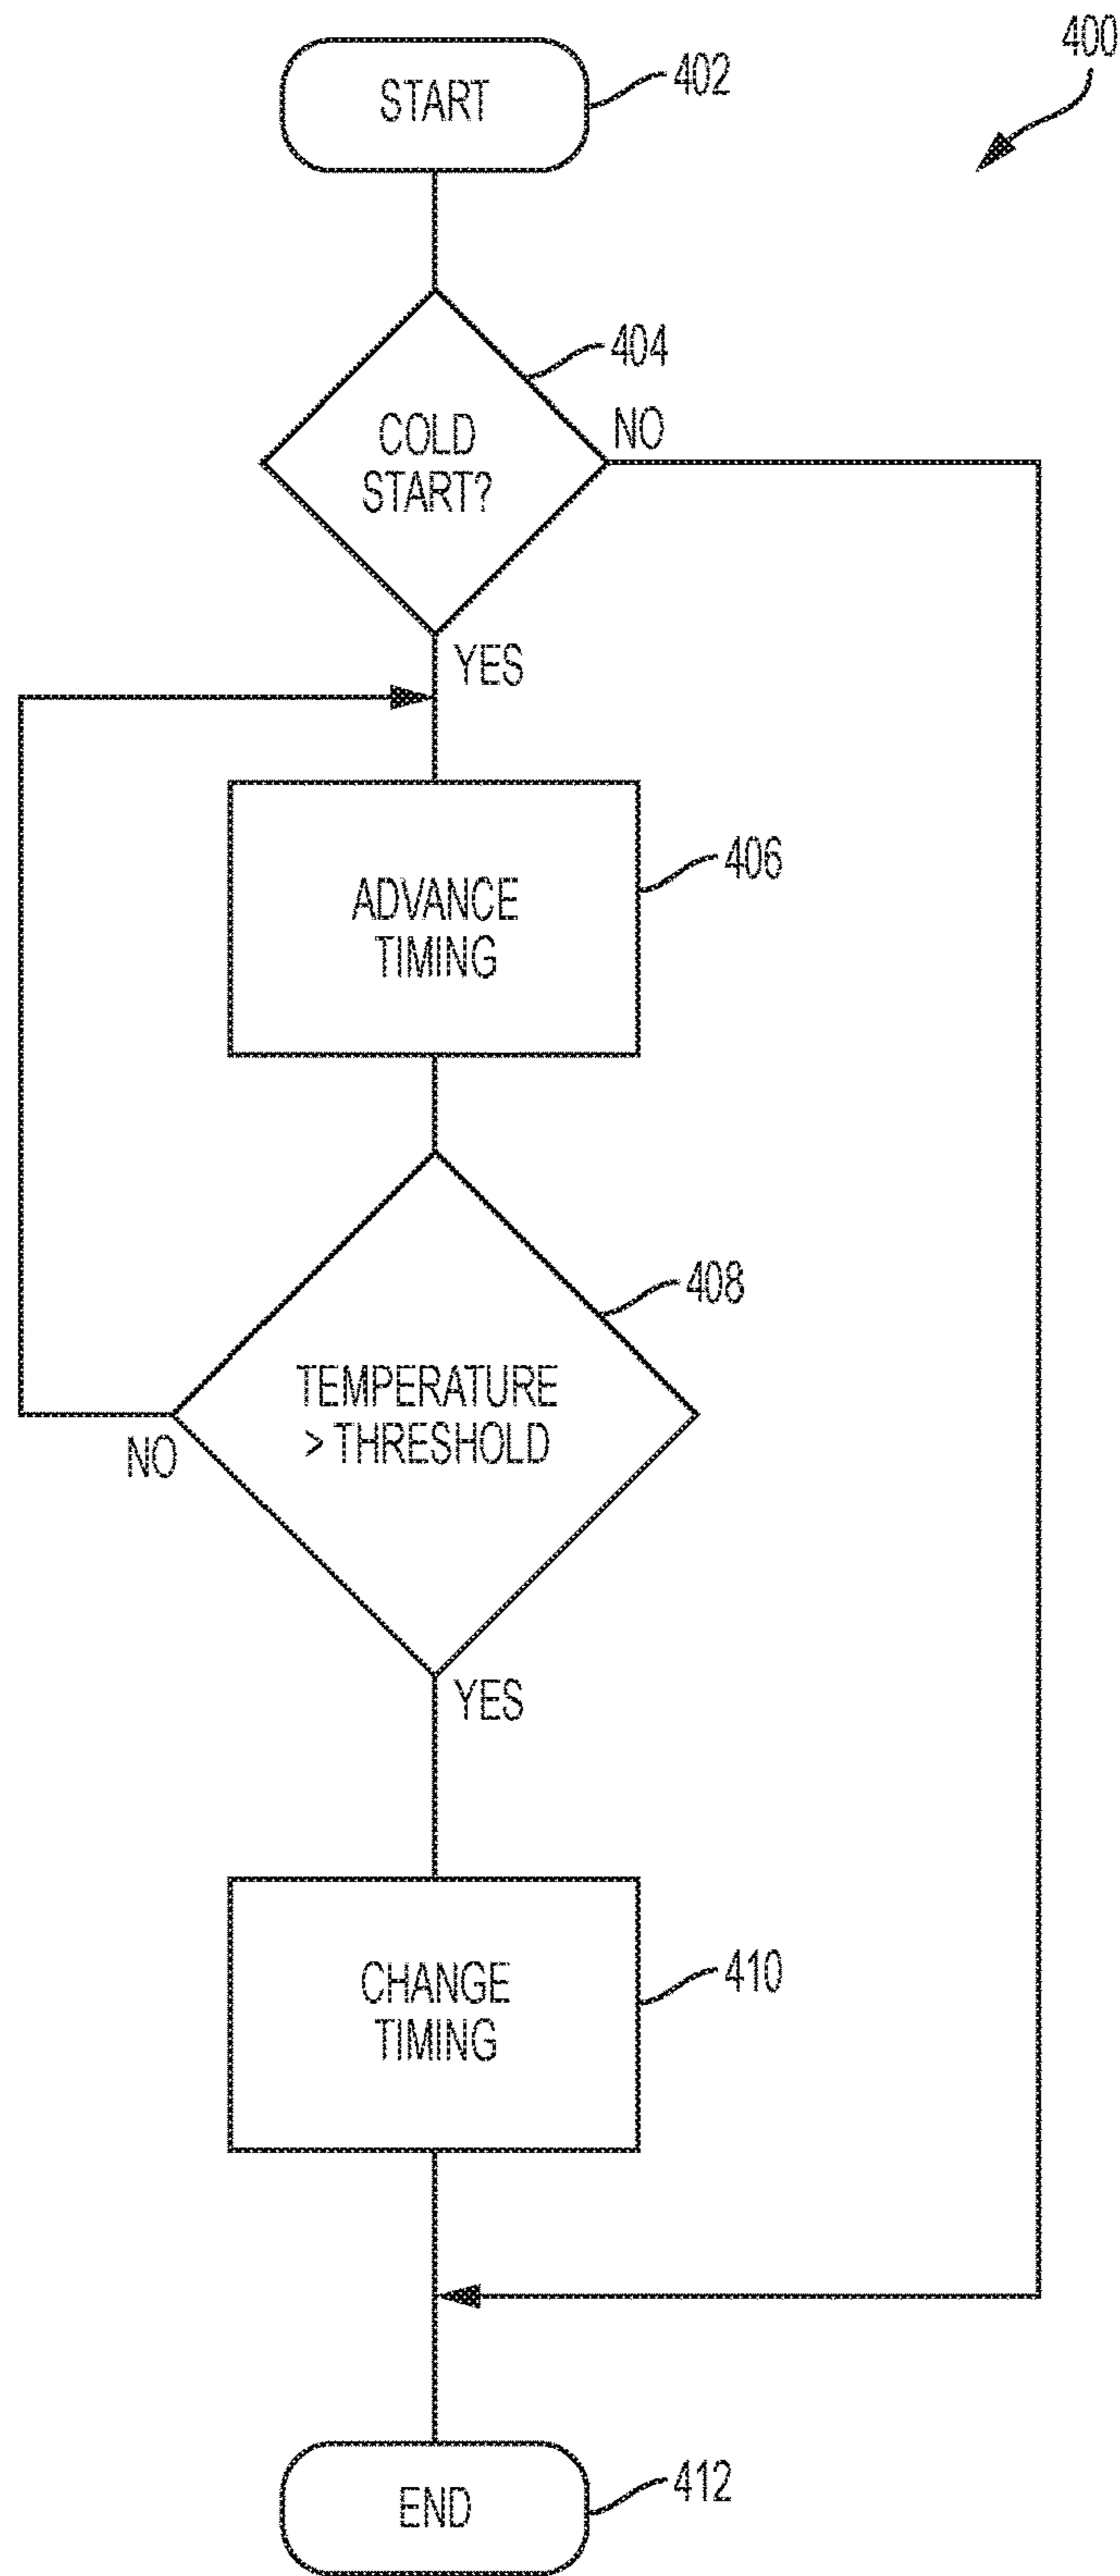 400
START
402
404
COLD
START?
NO
YES
406
ADVANCE
TIMING
408
TEMPERATURE
> THRESHOLD
NO
YES
410
CHANGE
TIMING
END
412